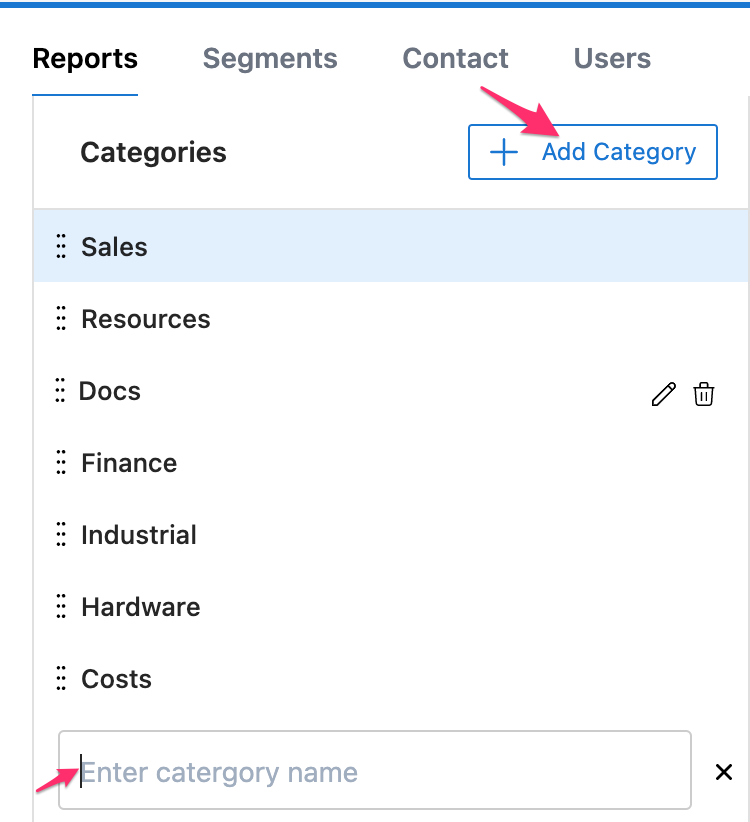 Reports Segments Contact Users
Categories + Add Category
Sales
Resources
Docs
Finance
Industrial
Hardware
Costs
Enter catergory name